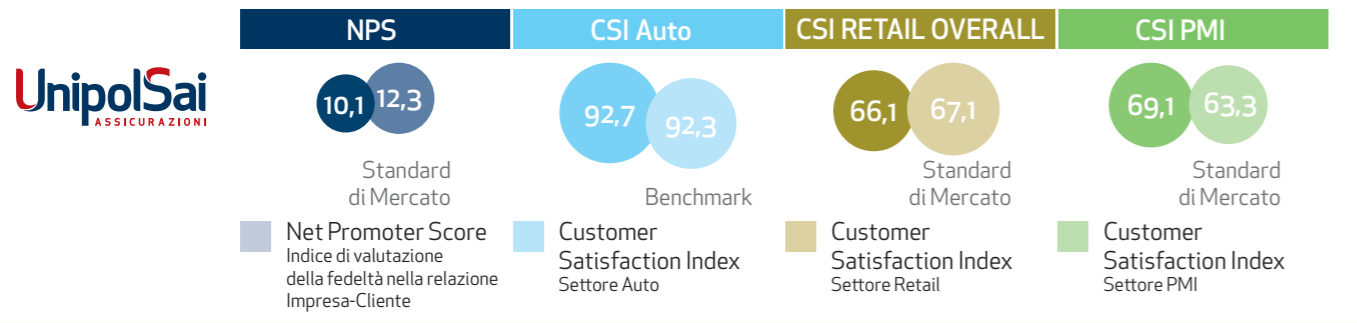 UnipolSai
ASSICURAZIONI
NPS
10,1 12,3
Standard
di Mercato
Net Promoter Score
Indice di valutazione
della fedeltà nella relazione
Impresa-Cliente
CSI Auto
92,7 92,3
Benchmark
Customer
Satisfaction Index
Settore Auto
CSI RETAIL OVERALL
66,1 67,1
Standard
di Mercato
Customer
Satisfaction Index
Settore Retail
CSI PMI
69,1 63,3
Standard
di Mercato
Customer
Satisfaction Index
Settore PMI